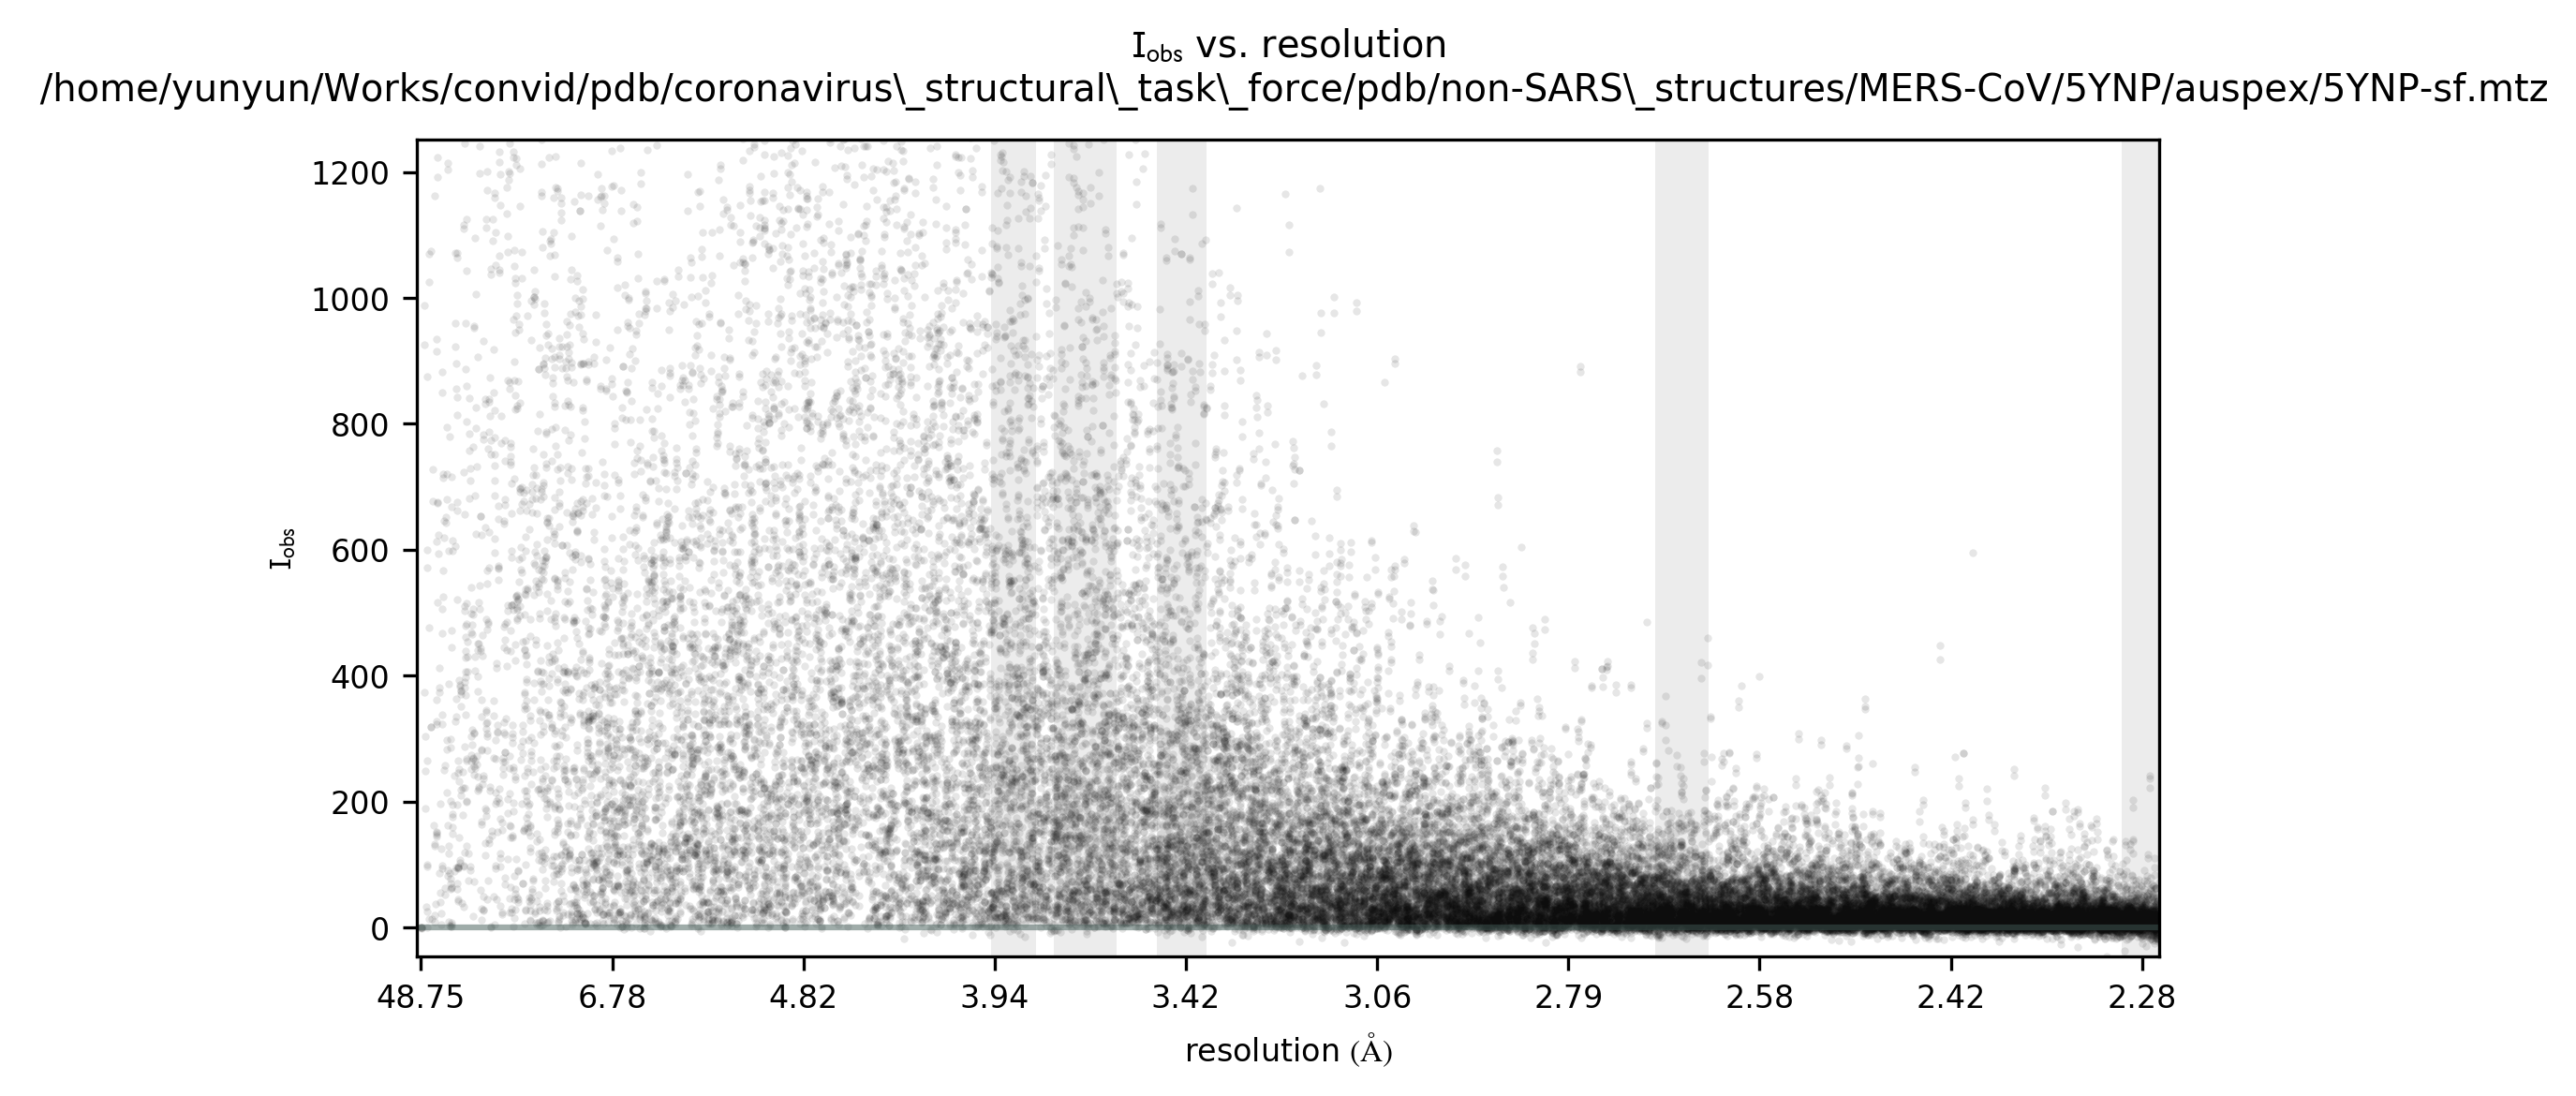 Iobs vs. resolution
/home/yunyun/Works/convid/pdb/coronavirus\_structural\_task\_force/pdb/non-SARS\_structures/MERS-CoV/5YNP/auspex/5YNP-sf.mtz
1200
1000
800
600
400
200
0
Iobs
48.75 6.78 4.82 3.94 3.42 3.06 2.79 2.58 2.42 2.28
resolution (Å)